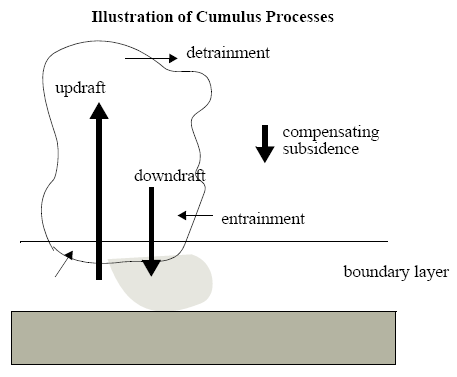 Illustration of Cumulus Processes
detrainment
updraft
compensating
subsidence
downdraft
entrainment
boundary layer